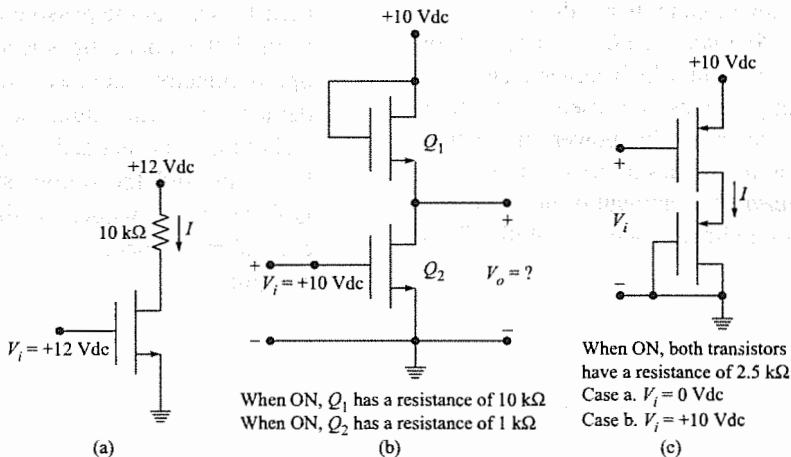 +12 Vdc
10 kΩ
I
V_i = +12 Vdc
(a)
+10 Vdc
Q_1
+
+
V_i = +10 Vdc
Q_2
V_o = ?
–
–
When ON, Q_1 has a resistance of 10 kΩ
When ON, Q_2 has a resistance of 1 kΩ
(b)
+10 Vdc
+
I
V_i
–
When ON, both transistors
have a resistance of 2.5 kΩ
Case a. V_i = 0 Vdc
Case b. V_i = +10 Vdc
(c)